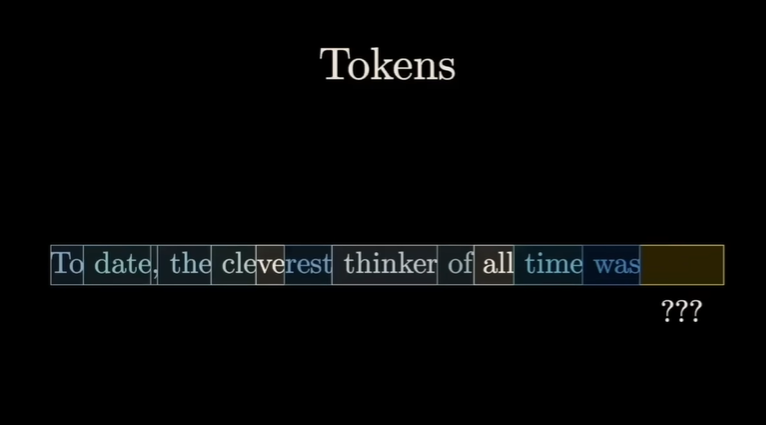 Tokens
To date, the cleverest thinker of all time was
???